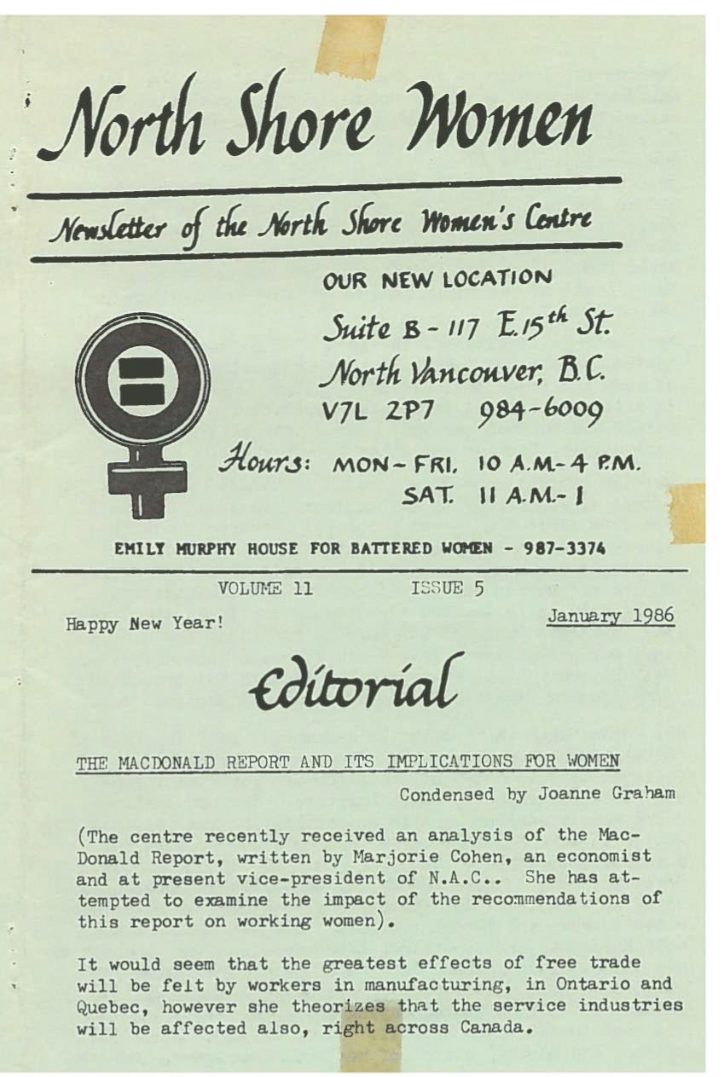 North Shore Women
Newsletter of the North Shore Women's Centre
OUR NEW LOCATION
Suite B - 117 E. 15th St.
North Vancouver, B.C.
V7L 2P7 984-6009
Hours: MON - FRI. 10 A.M. - 4 P.M.
SAT. 11 A.M. - 1
EMILY MURPHY HOUSE FOR BATTERED WOMEN - 987-3374
VOLUME 11 ISSUE 5
Happy New Year! January 1986
Editorial
THE MACDONALD REPORT AND ITS IMPLICATIONS FOR WOMEN
Condensed by Joanne Graham
(The centre recently received an analysis of the Mac-
Donald Report, written by Marjorie Cohen, an economist
and at present vice-president of N.A.C.. She has at-
tempted to examine the impact of the recommendations of
this report on working women).
It would seem that the greatest effects of free trade
will be felt by workers in manufacturing, in Ontario and
Quebec, however she theorizes that the service industries
will be affected also, right across Canada.